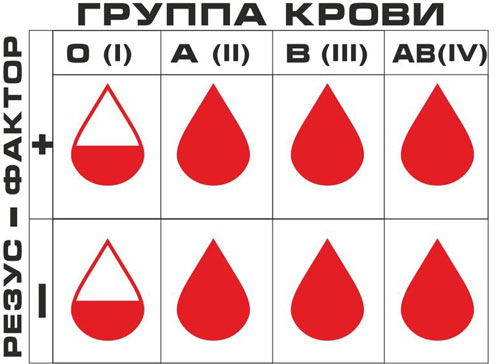 ГРУППА КРОВИ
O (I) A (II) B (III) AB(IV)
РЕЗУС - ФАКТОР
+
-